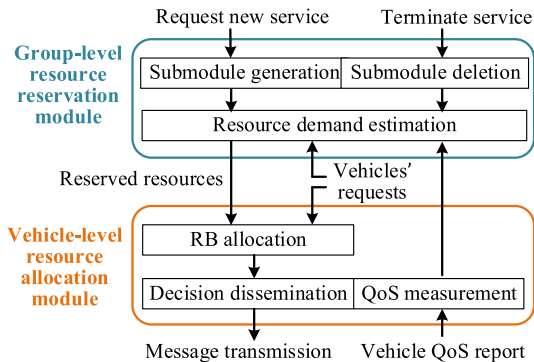 Request new service
Terminate service
Group-level
resource
reservation
module
Submodule generation
Submodule deletion
Resource demand estimation
Reserved resources
Vehicles'
requests
Vehicle-level
resource
allocation
module
RB allocation
Decision dissemination
QoS measurement
Message transmission
Vehicle QoS report